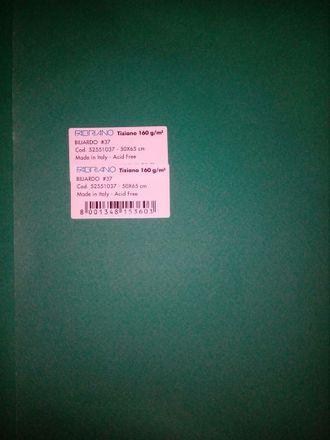 FABRIANO Tiziano 160 g/m²
BILIARDO #37
Cod. 52551037 - 50X65 cm
Made in Italy - Acid Free
FABRIANO Tiziano 160 g/m²
BILIARDO #37
Cod. 52551037 - 50X65 cm
Made in Italy - Acid Free
8 001348 153603